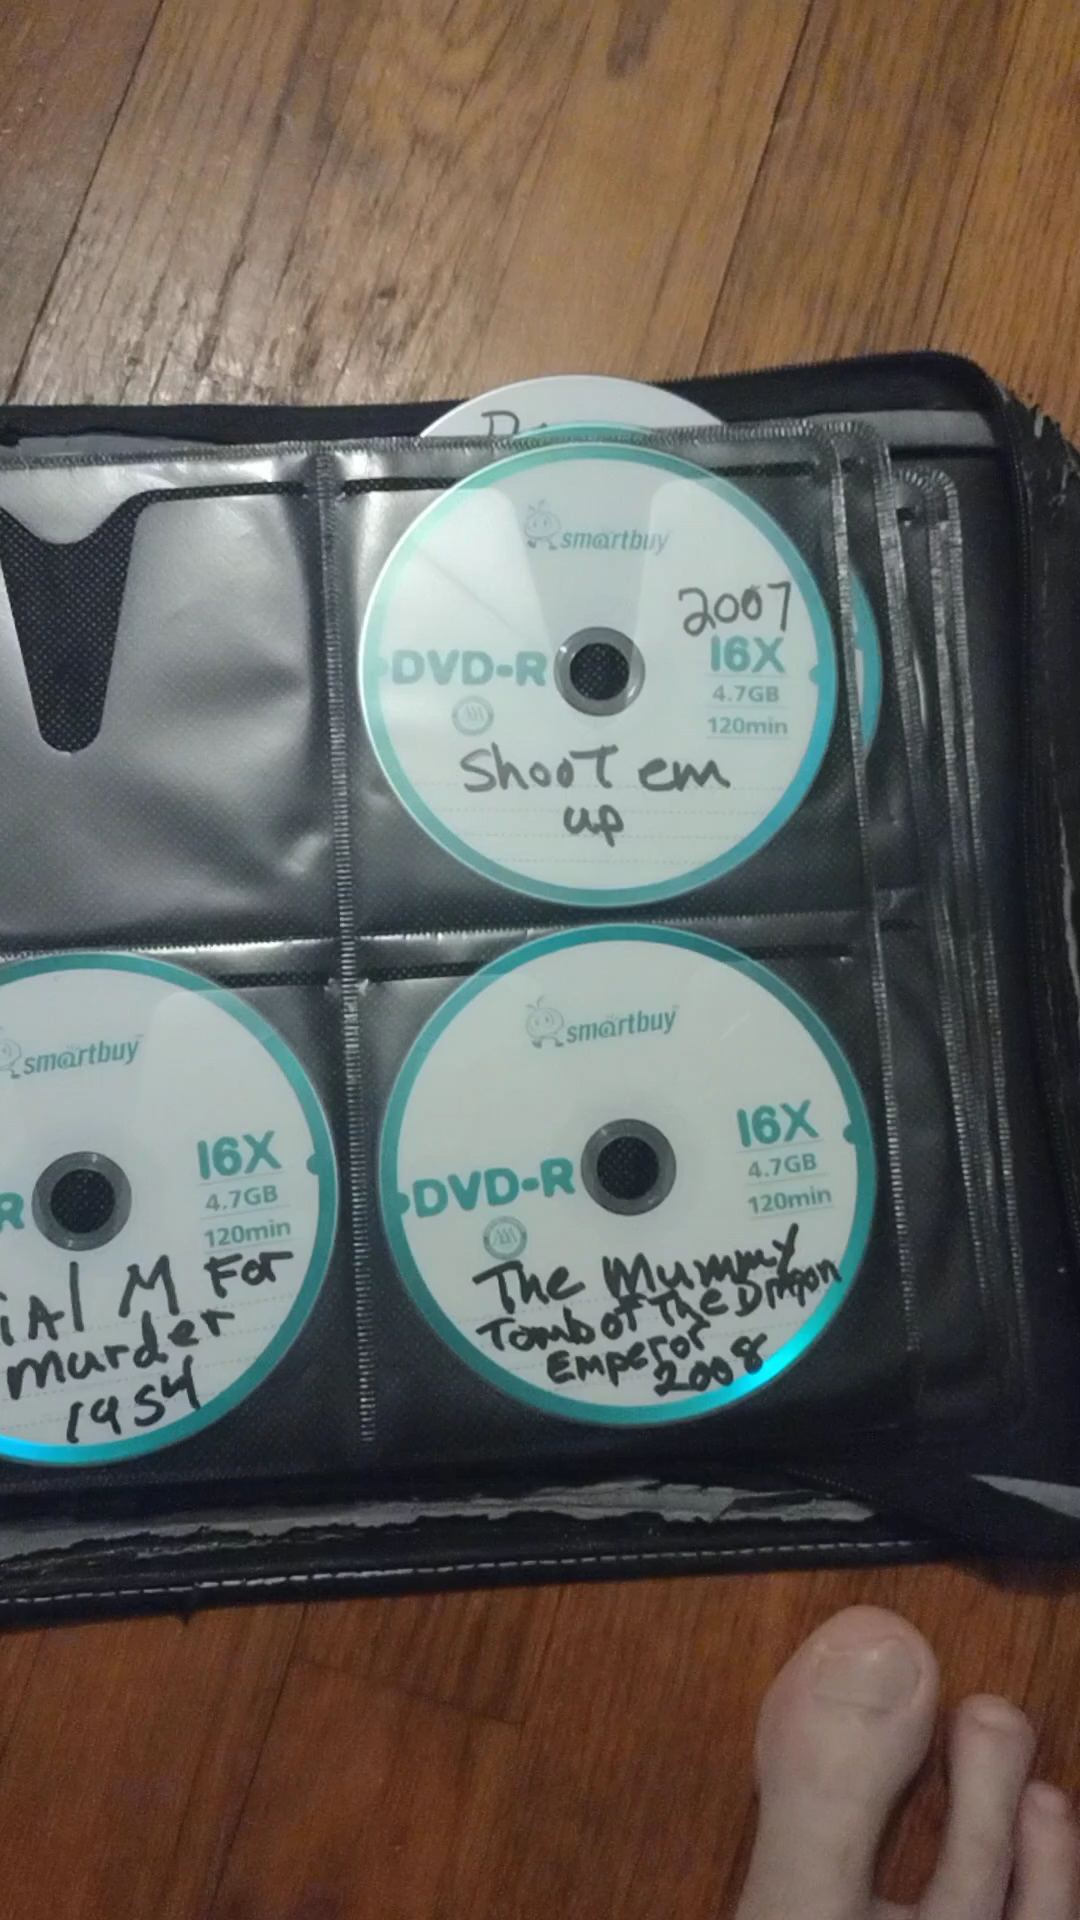 smartbuy
2007
DVD-R
16X
4.7GB
120min
ShooT em
up
smartbuy
R
16X
4.7GB
120min
iAl M For
Murder
1954
smartbuy
DVD-R
16X
4.7GB
120min
The Mummy
Tomb of The Dragon
Emperor
2008